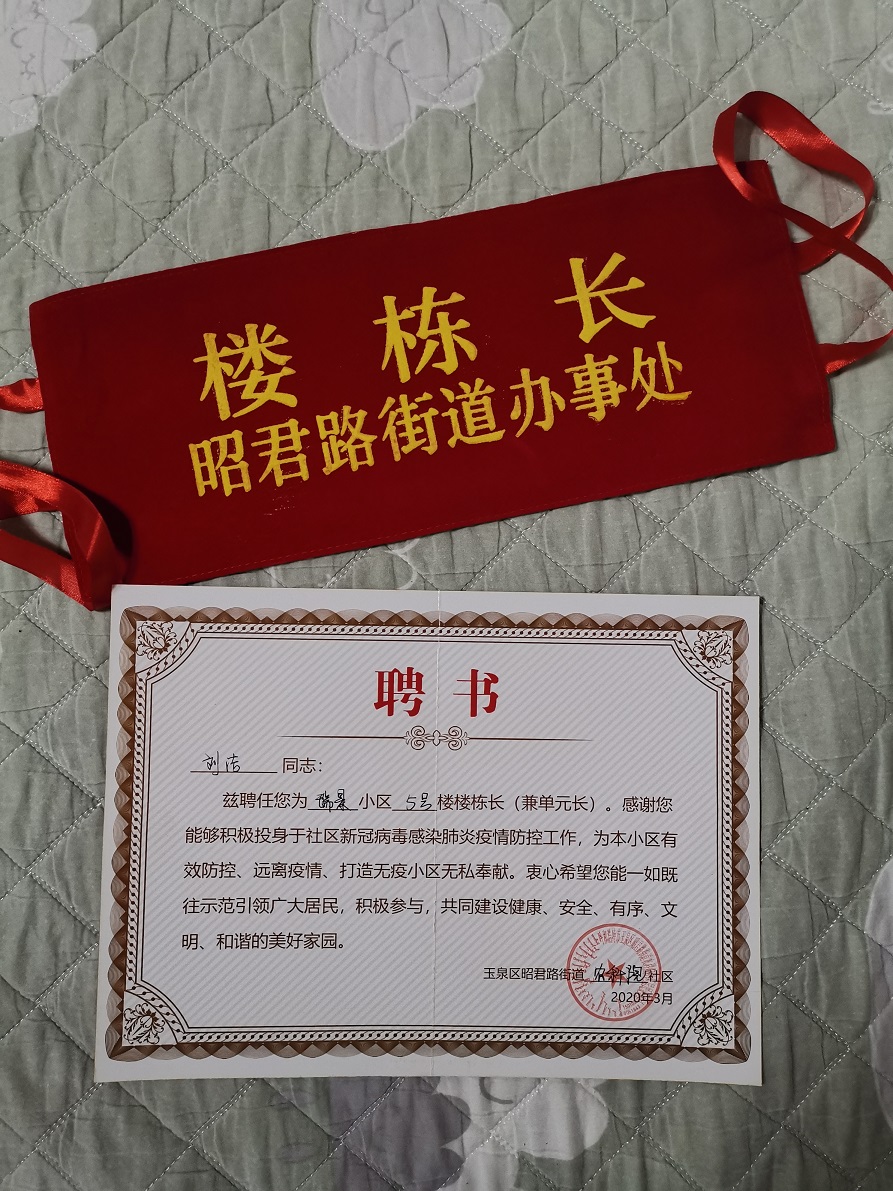 楼栋长
昭君路街道办事处
聘书
刘洁 同志：
兹聘任您为 瑞景 小区 5号 楼楼栋长（兼单元长）。感谢您
能够积极投身于社区新冠病毒感染肺炎疫情防控工作，为本小区有
效防控、远离疫情、打造无疫小区无私奉献。衷心希望您能一如既
往示范引领广大居民，积极参与，共同建设健康、安全、有序、文
明、和谐的美好家园。
玉泉区昭君路街道 农科院 社区
2020年3月